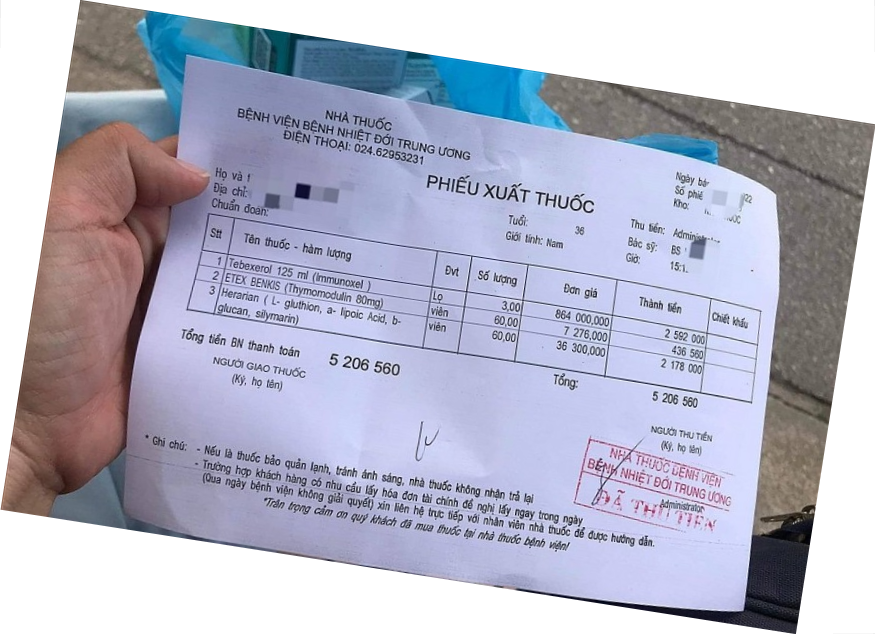 NHÀ THUỐC
BỆNH VIỆN BỆNH NHIỆT ĐỚI TRUNG ƯƠNG
ĐIỆN THOẠI: 024.62953231
PHIẾU XUẤT THUỐC
Họ và
Địa chỉ:
Chuẩn đoán:
Tuổi: 36
Giới tính: Nam
Ngày bán
Số phiế 22
Kho:
Thu tiền: Administrator
Bác sỹ: BS
Giờ: 15:1
Stt Tên thuốc - hàm lượng Đvt Số lượng Đơn giá Thành tiền Chiết khấu
1 Tebexerol 125 ml (Immunoxel ) Lọ 3,00 864 000,000 2 592 000
2 ETEX BENKIS (Thymomodulin 80mg) viên 60,00 7 276,000 436 560
3 Herarian ( L- gluthion, a- lipoic Acid, b- viên 60,00 36 300,000 2 178 000
glucan, silymarin)
Tổng: 5 206 560
Tổng tiền BN thanh toán 5 206 560
NGƯỜI GIAO THUỐC
(Ký, họ tên)
NGƯỜI THU TIỀN
(Ký, họ tên)
NHÀ THUỐC BỆNH VIỆN
BỆNH NHIỆT ĐỚI TRUNG ƯƠNG
Administrator
ĐÃ THU TIỀN
* Ghi chú: - Nếu là thuốc bảo quản lạnh, tránh ánh sáng, nhà thuốc không nhận trả lại
- Trường hợp khách hàng có nhu cầu lấy hóa đơn tài chính đề nghị lấy ngay trong ngày
(Qua ngày bệnh viện không giải quyết) xin liên hệ trực tiếp với nhân viên nhà thuốc để được hướng dẫn.
Trân trọng cảm ơn quý khách đã mua thuốc tại nhà thuốc bệnh viện!